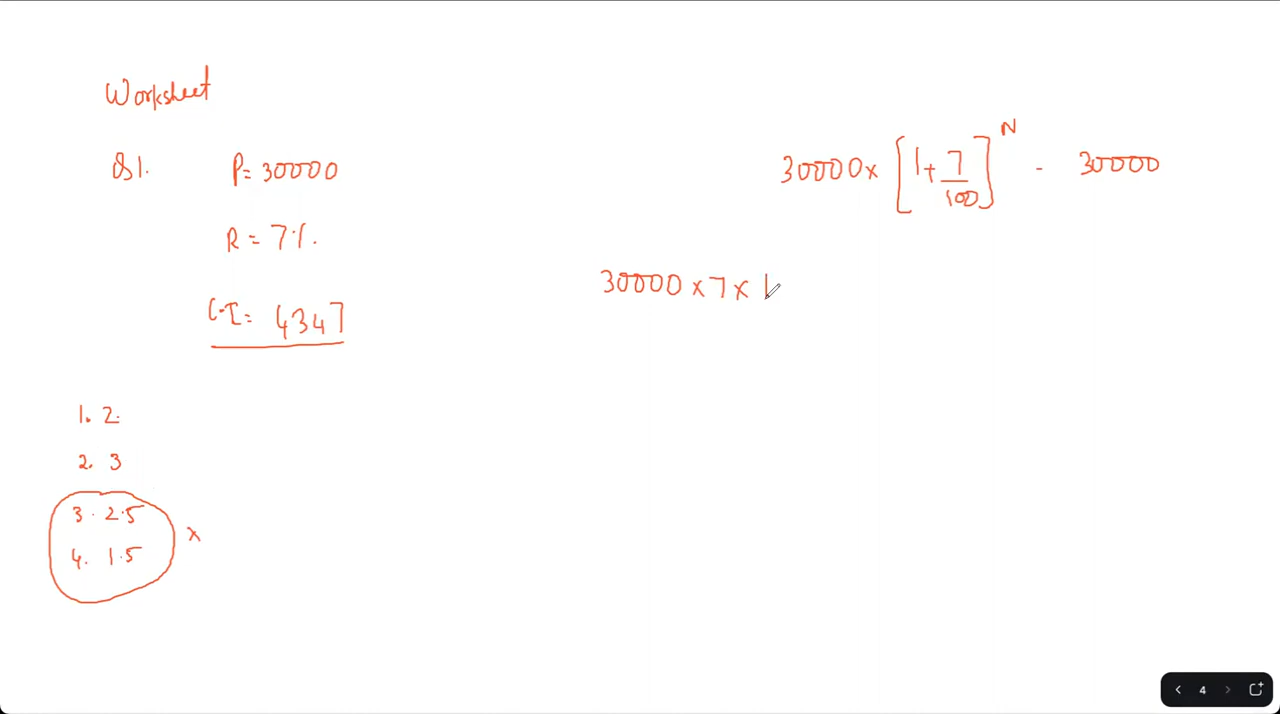 Worksheet
Q1. P = 30000
R = 7%.
C.I = 4347
1. 2.
2. 3
3. 2.5
4. 1.5
x
30000 x [1 + 7/100]^N - 30000
30000 x 7 x 1
4